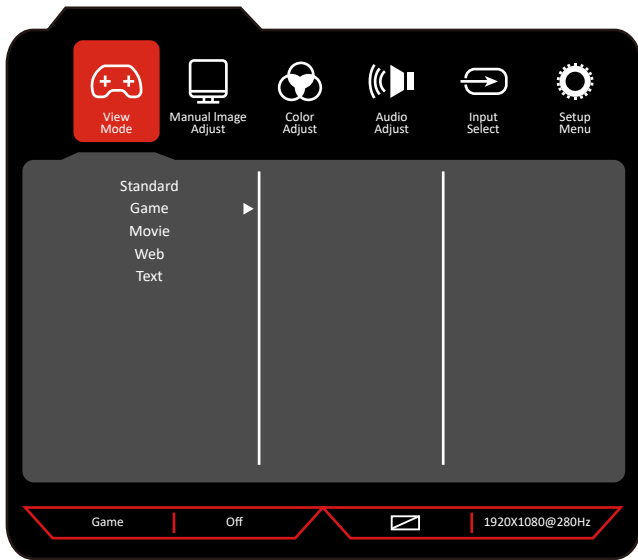 View
Mode
Manual Image
Adjust
Color
Adjust
Audio
Adjust
Input
Select
Setup
Menu
Standard
Game
Movie
Web
Text
Game
Off
1920X1080@280Hz